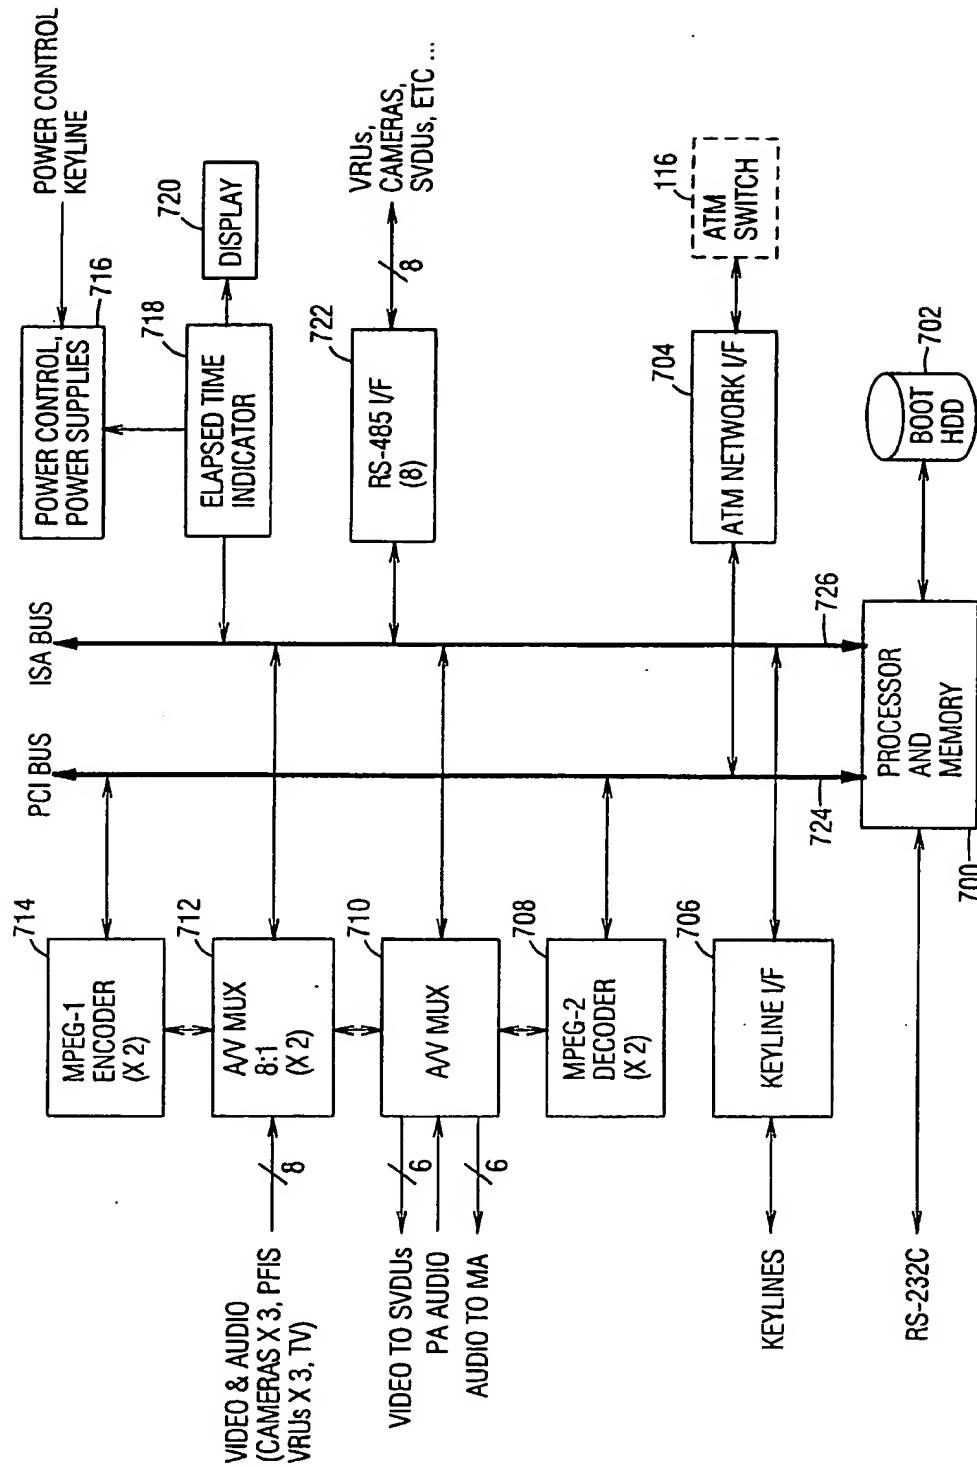 POWER CONTROL
KEYLINE
POWER CONTROL,
POWER SUPPLIES
716
ELAPSED TIME
INDICATOR
718
DISPLAY
720
RS-485 I/F
(8)
722
8
VRUs,
CAMERAS,
SVDUs, ETC ...
ATM NETWORK I/F
704
ATM
SWITCH
116
BOOT
HDD
702
ISA BUS
726
PCI BUS
724
PROCESSOR
AND
MEMORY
700
MPEG-1
ENCODER
(X 2)
714
A/V MUX
8:1
(X 2)
712
A/V MUX
710
MPEG-2
DECODER
(X 2)
708
KEYLINE I/F
706
8
6
6
VIDEO & AUDIO
(CAMERAS X 3, PFIS
VRUs X 3, TV)
VIDEO TO SVDUs
PA AUDIO
AUDIO TO MA
KEYLINES
RS-232C